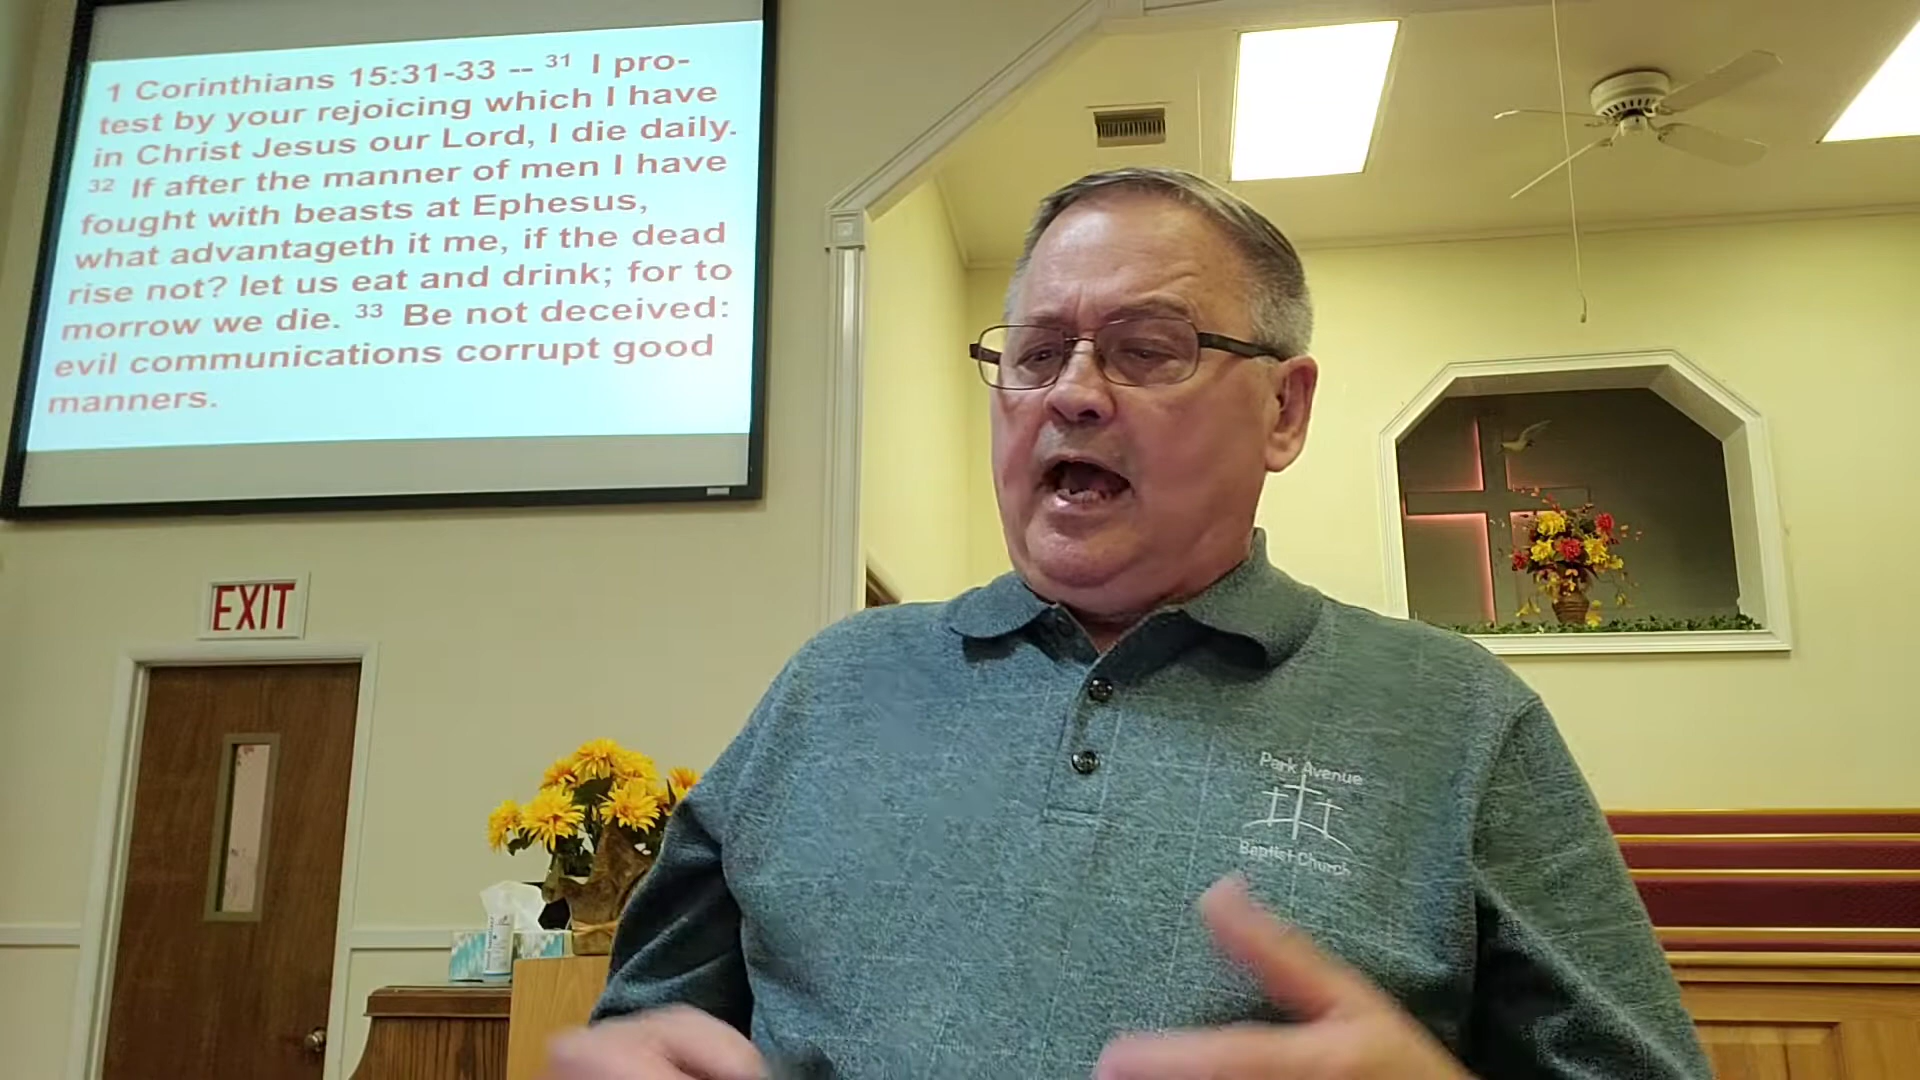 1 Corinthians 15:31-33 -- 31 I pro-
test by your rejoicing which I have
in Christ Jesus our Lord, I die daily.
32 If after the manner of men I have
fought with beasts at Ephesus,
what advantageth it me, if the dead
rise not? let us eat and drink; for to
morrow we die. 33 Be not deceived:
evil communications corrupt good
manners.
EXIT
Park Avenue
Baptist Church